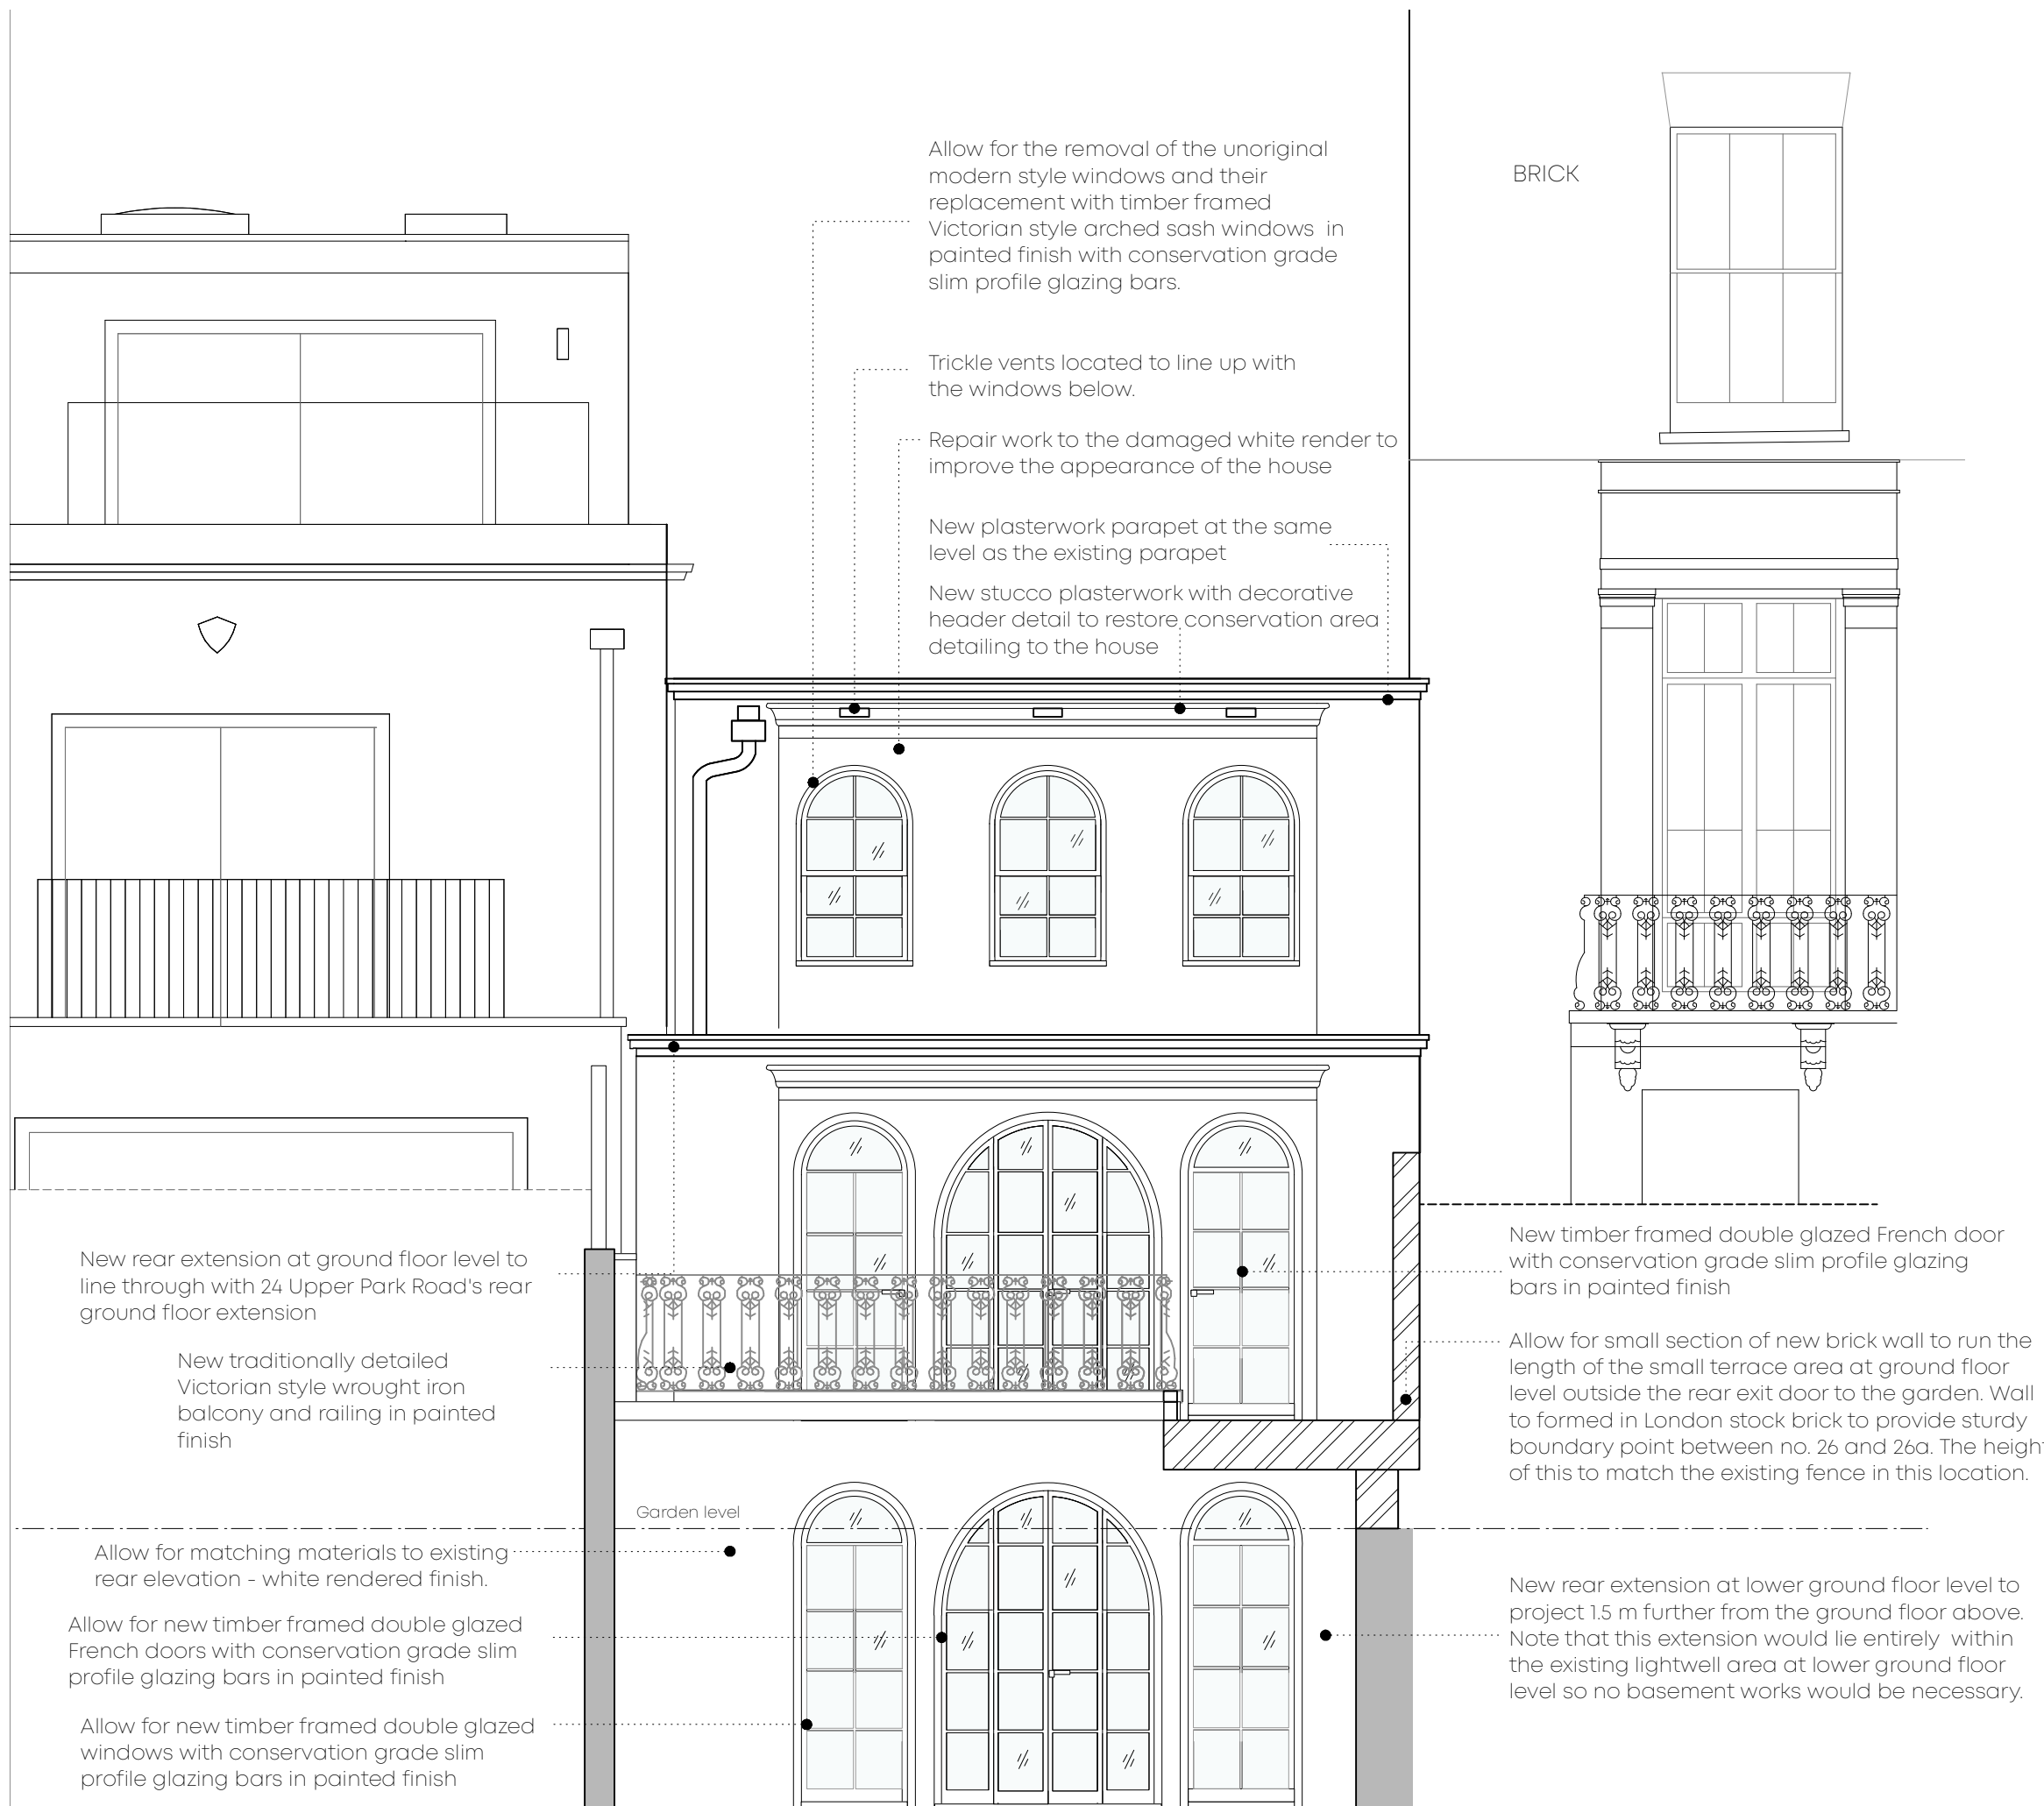 Allow for the removal of the unoriginal
modern style windows and their
replacement with timber framed
Victorian style arched sash windows in
painted finish with conservation grade
slim profile glazing bars.
BRICK
Trickle vents located to line up with
the windows below.
Repair work to the damaged white render to
improve the appearance of the house
New plasterwork parapet at the same
level as the existing parapet
New stucco plasterwork with decorative
header detail to restore conservation area
detailing to the house
New rear extension at ground floor level to
line through with 24 Upper Park Road's rear
ground floor extension
New traditionally detailed
Victorian style wrought iron
balcony and railing in painted
finish
New timber framed double glazed French door
with conservation grade slim profile glazing
bars in painted finish
Allow for small section of new brick wall to run the
length of the small terrace area at ground floor
level outside the rear exit door to the garden. Wall
to formed in London stock brick to provide sturdy
boundary point between no. 26 and 26a. The height
of this to match the existing fence in this location.
Garden level
Allow for matching materials to existing
rear elevation - white rendered finish.
Allow for new timber framed double glazed
French doors with conservation grade slim
profile glazing bars in painted finish
Allow for new timber framed double glazed
windows with conservation grade slim
profile glazing bars in painted finish
New rear extension at lower ground floor level to
project 1.5 m further from the ground floor above.
Note that this extension would lie entirely within
the existing lightwell area at lower ground floor
level so no basement works would be necessary.